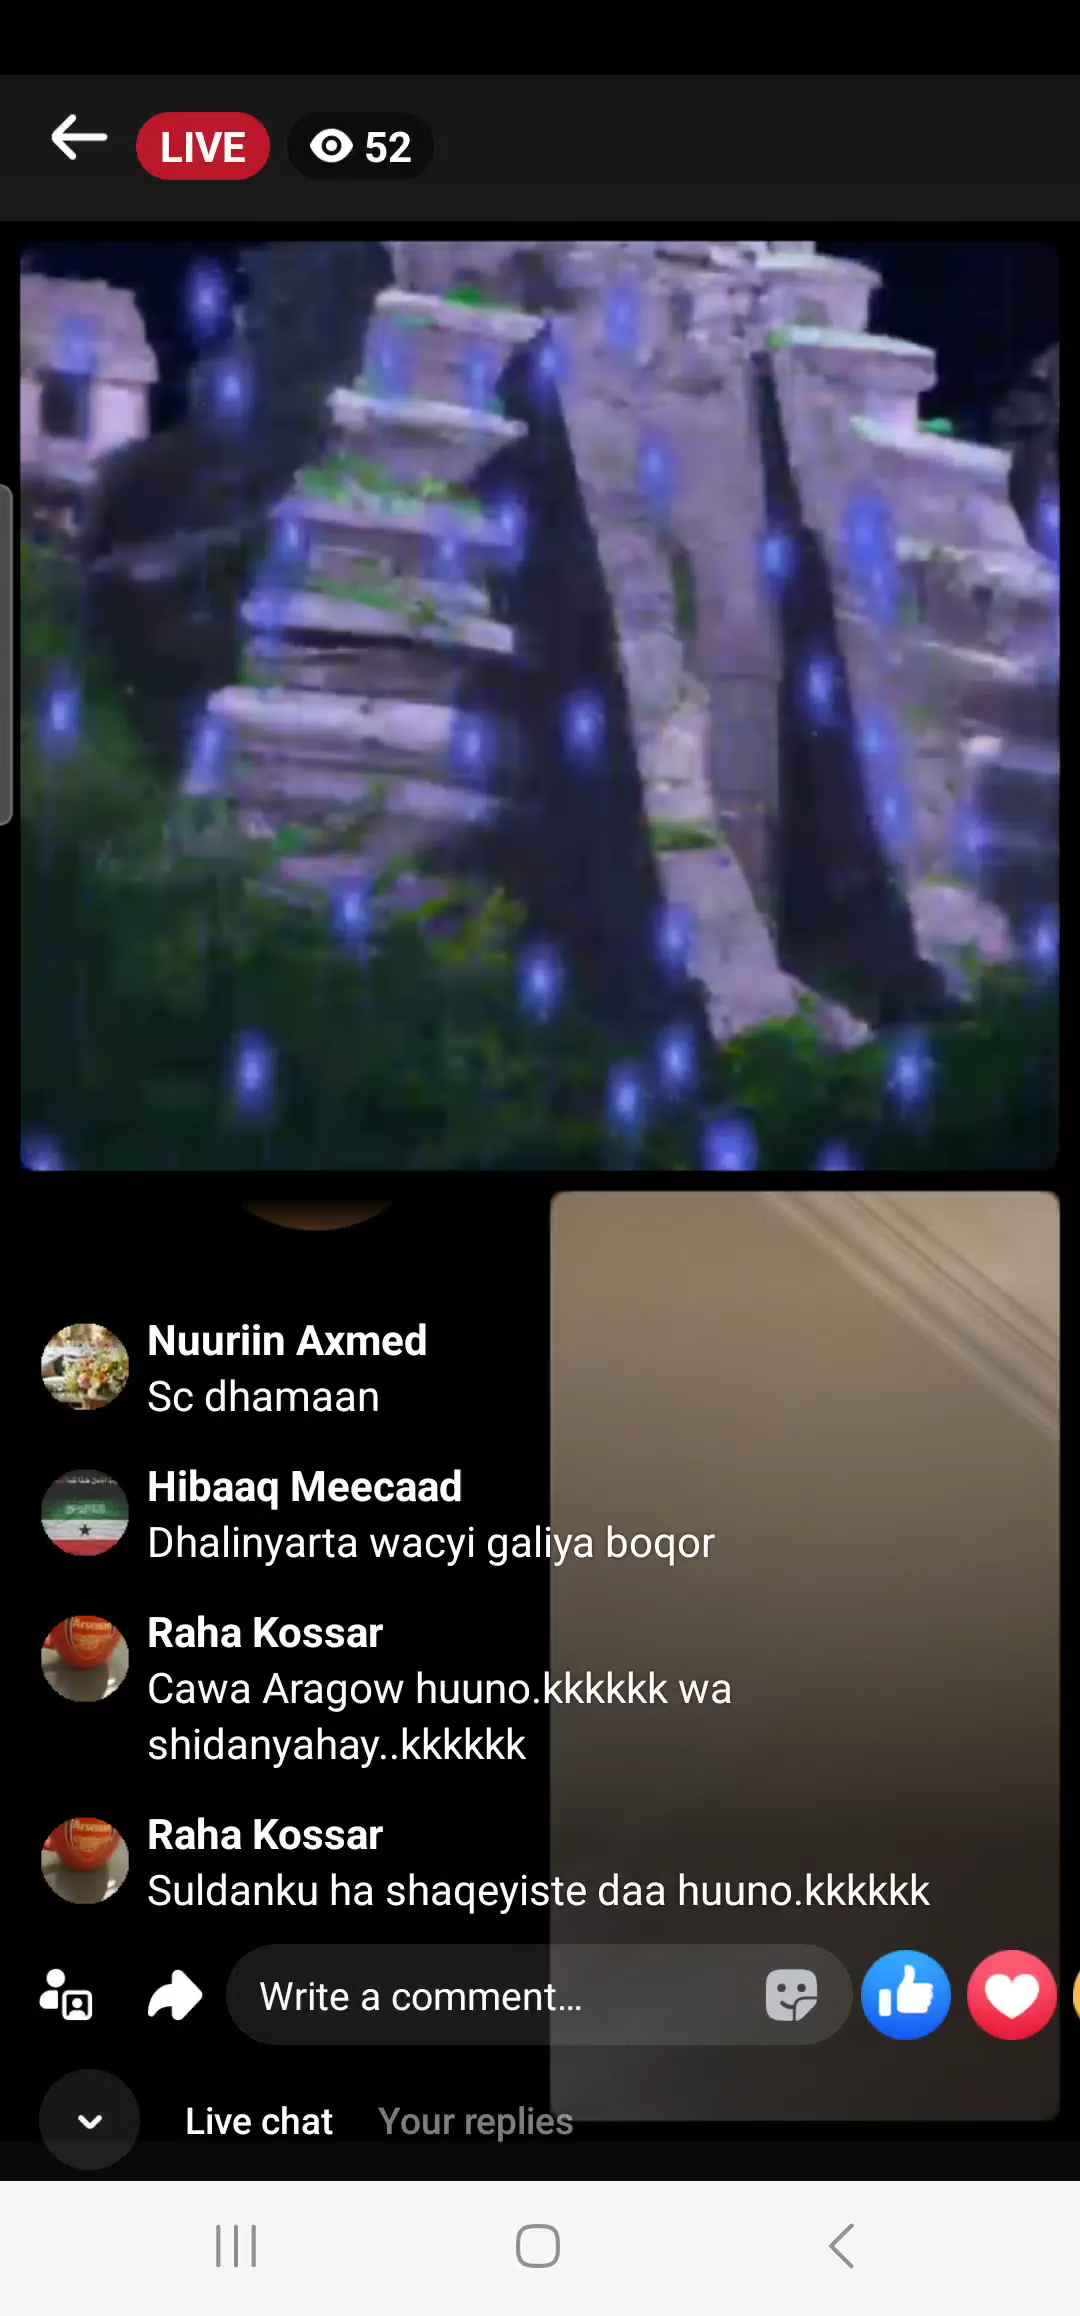 LIVE
52
Nuuriin Axmed
Sc dhamaan
Hibaaq Meecaad
Dhalinyarta wacyi galiya boqor
Raha Kossar
Cawa Aragow huuno.kkkkkk wa
shidanyahay..kkkkkk
Raha Kossar
Suldanku ha shaqeyiste daa huuno.kkkkkk
Write a comment...
Live chat
Your replies